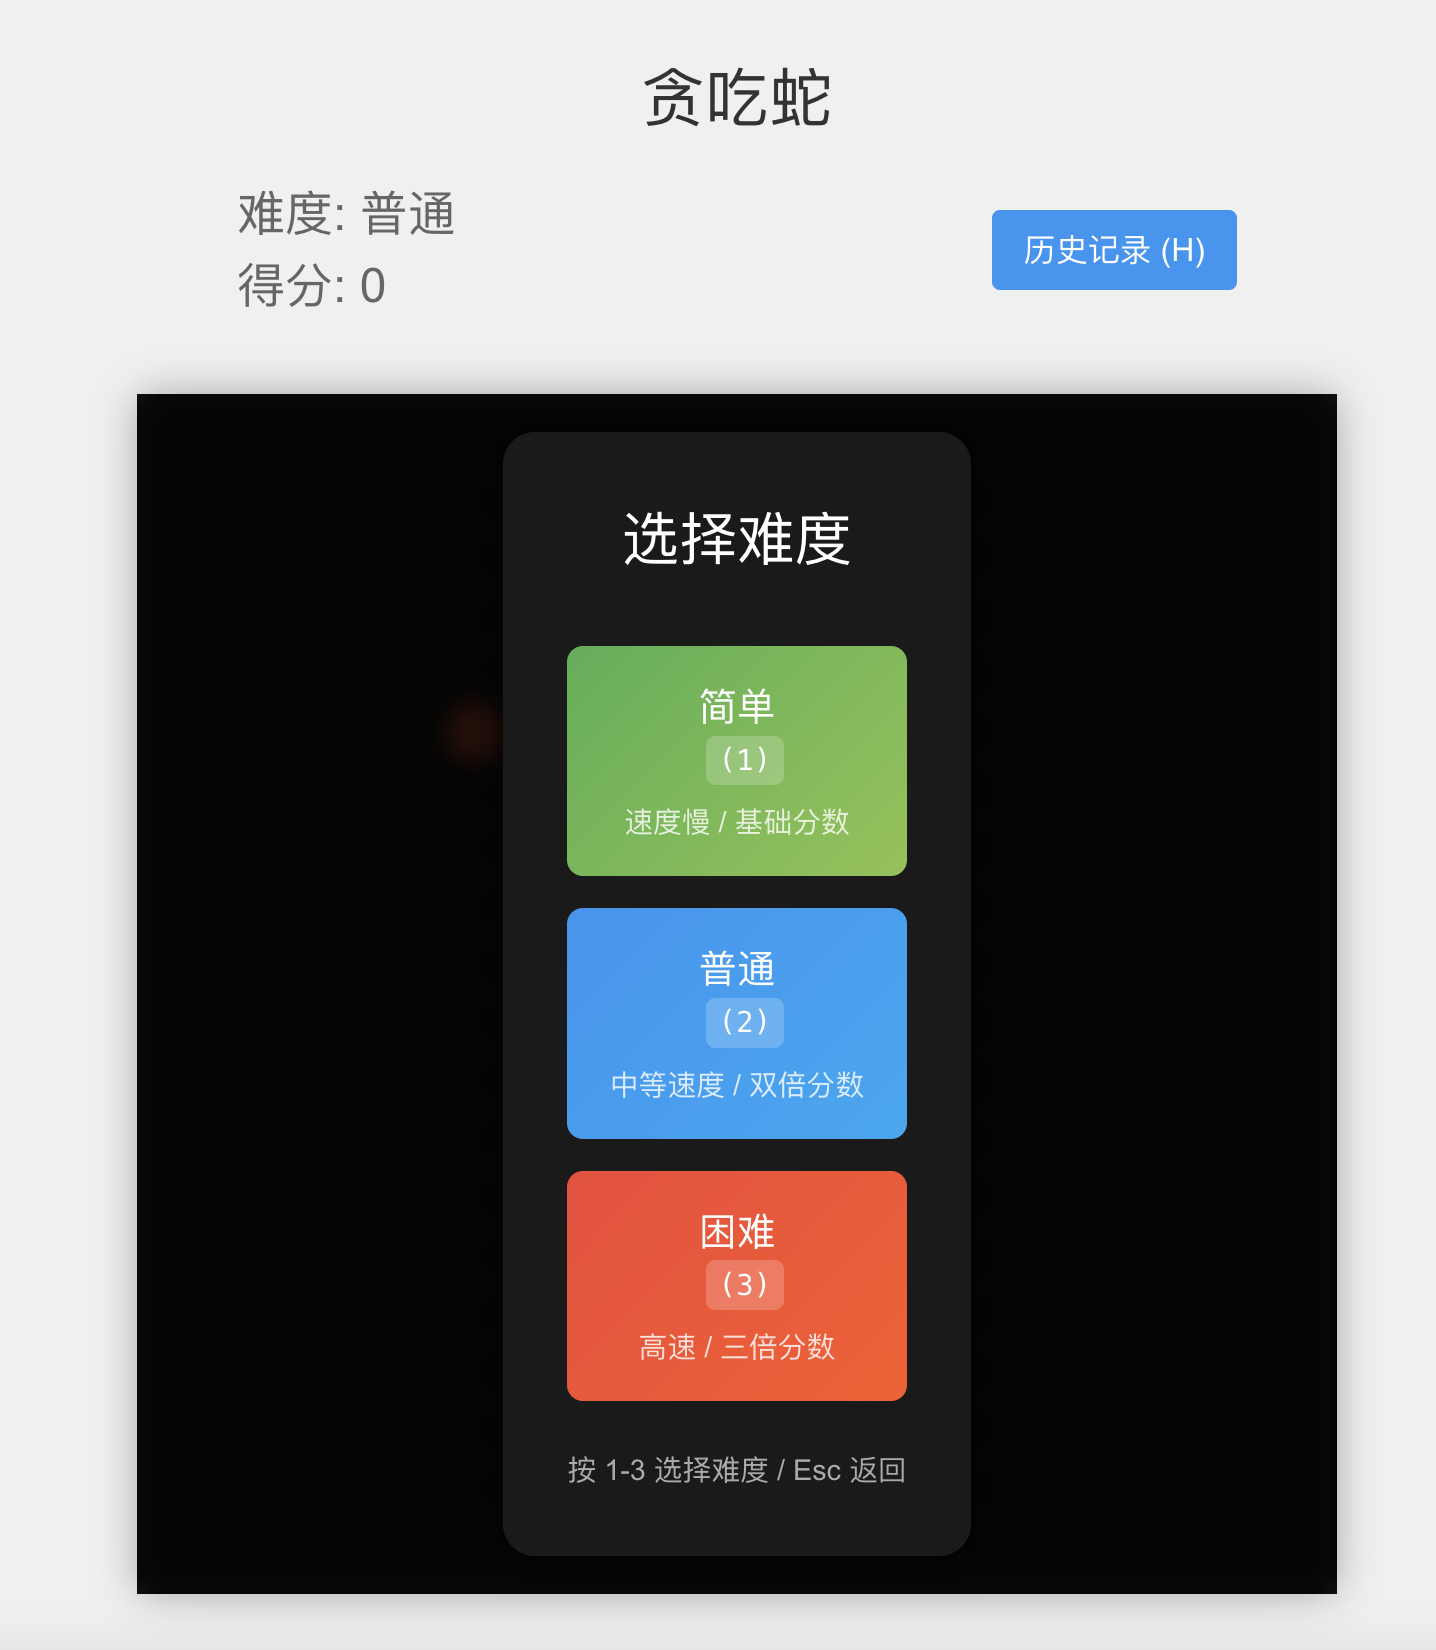 贪吃蛇
难度: 普通
得分: 0
历史记录 (H)
选择难度
简单
(1)
速度慢 / 基础分数
普通
(2)
中等速度 / 双倍分数
困难
(3)
高速 / 三倍分数
按 1-3 选择难度 / Esc 返回